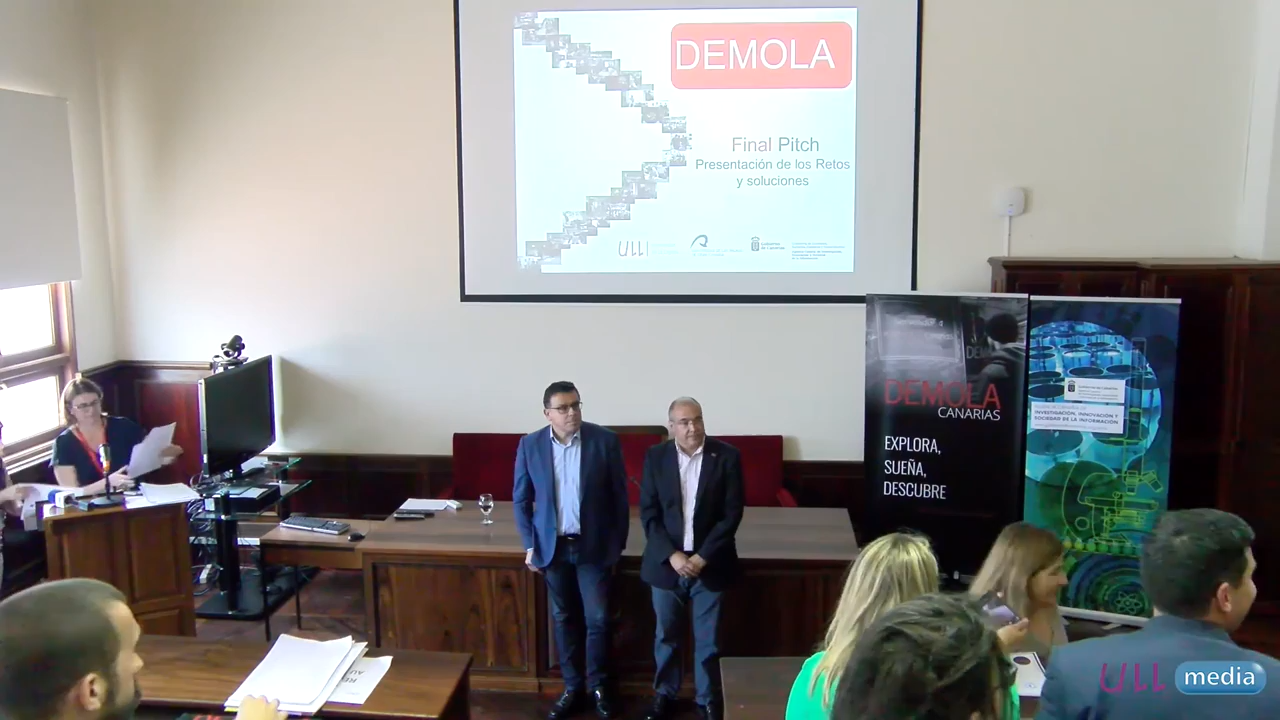 DEMOLA
Final Pitch
Presentación de los Retos
y soluciones
ULL
DEMOLA
CANARIAS
EXPLORA,
SUEÑA,
DESCUBRE
INVESTIGACIÓN, INNOVACIÓN Y
SOCIEDAD DE LA INFORMACIÓN
ULL media